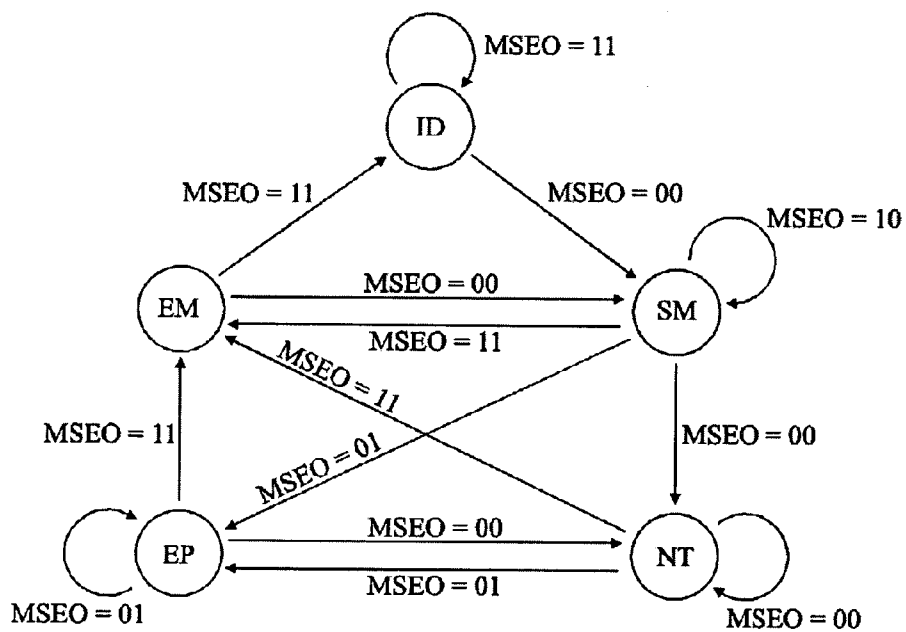 MSEO = 11
ID
MSEO = 11
MSEO = 00
MSEO = 10
EM
MSEO = 00
SM
MSEO = 11
MSEO = 11
MSEO = 11
MSEO = 01
MSEO = 00
EP
MSEO = 00
NT
MSEO = 01
MSEO = 01
MSEO = 00